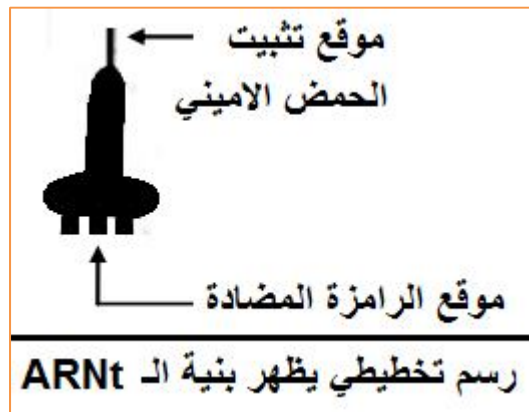 موقع تثبيت
الحمض الاميني
موقع الرامزة المضادة
رسم تخطيطي يظهر بنية الـ ARNt